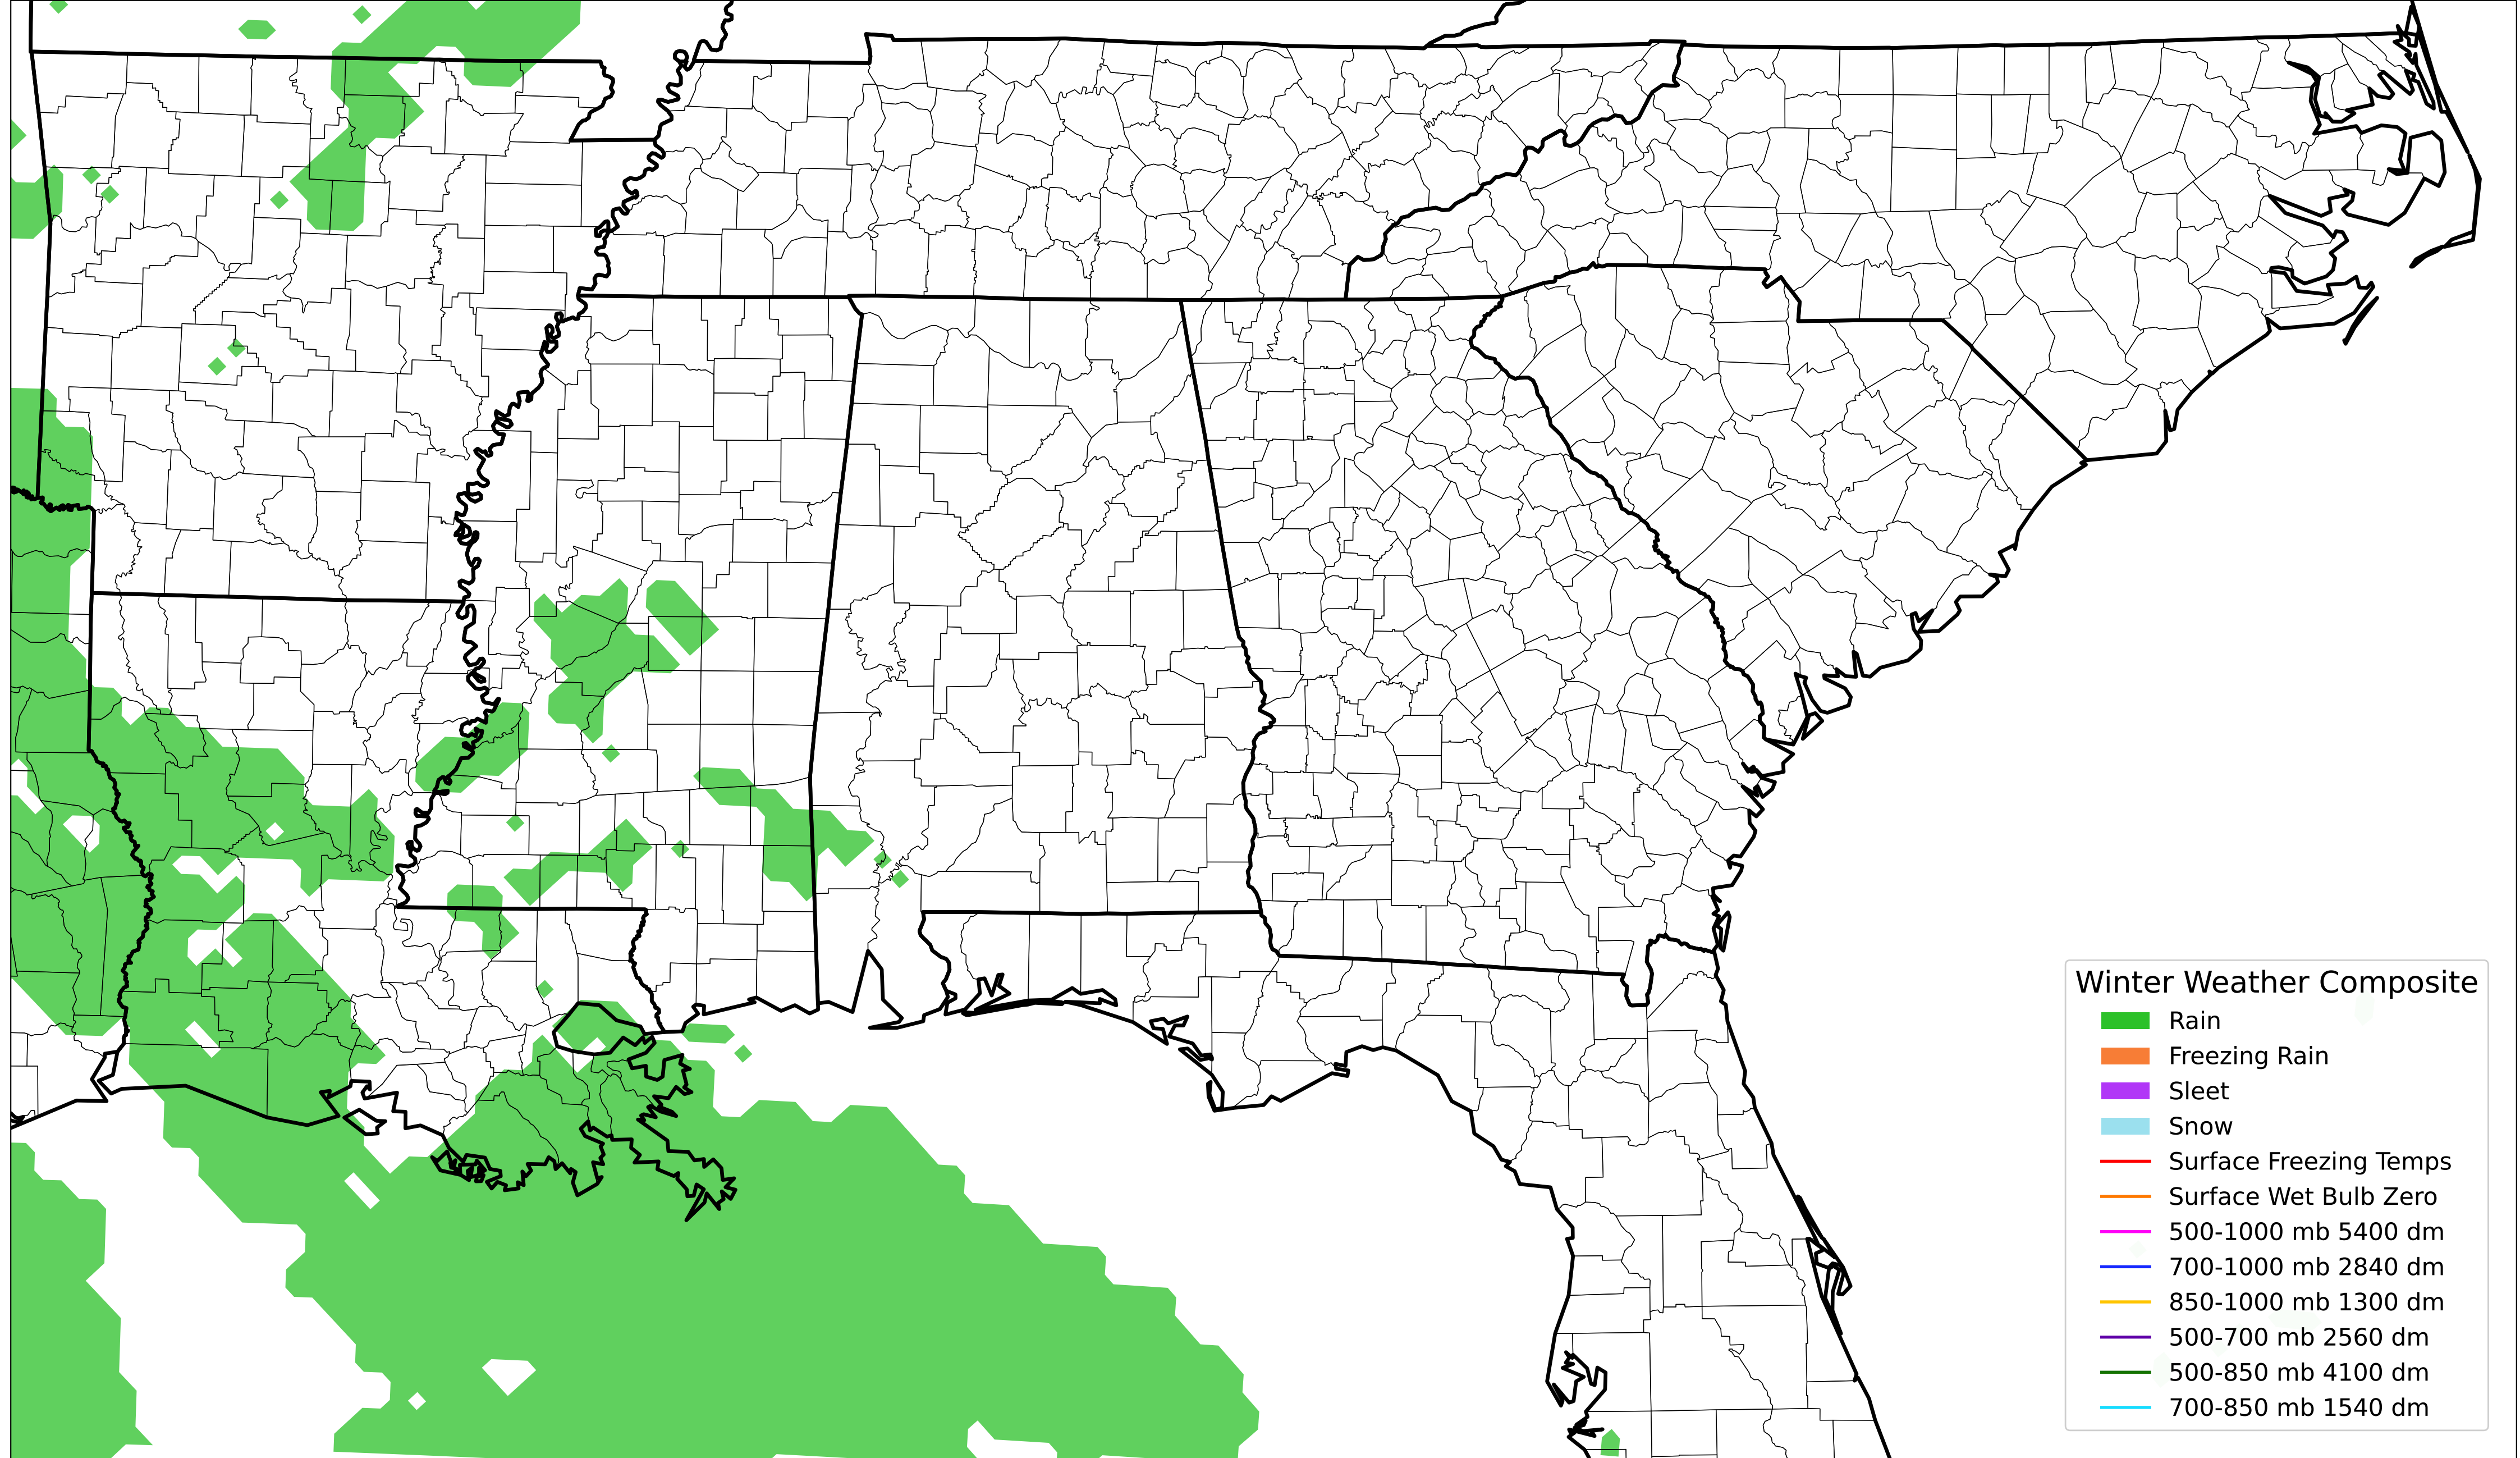 Winter Weather Composite
Rain
Freezing Rain
Sleet
Snow
Surface Freezing Temps
Surface Wet Bulb Zero
500-1000 mb 5400 dm
700-1000 mb 2840 dm
850-1000 mb 1300 dm
500-700 mb 2560 dm
500-850 mb 4100 dm
700-850 mb 1540 dm